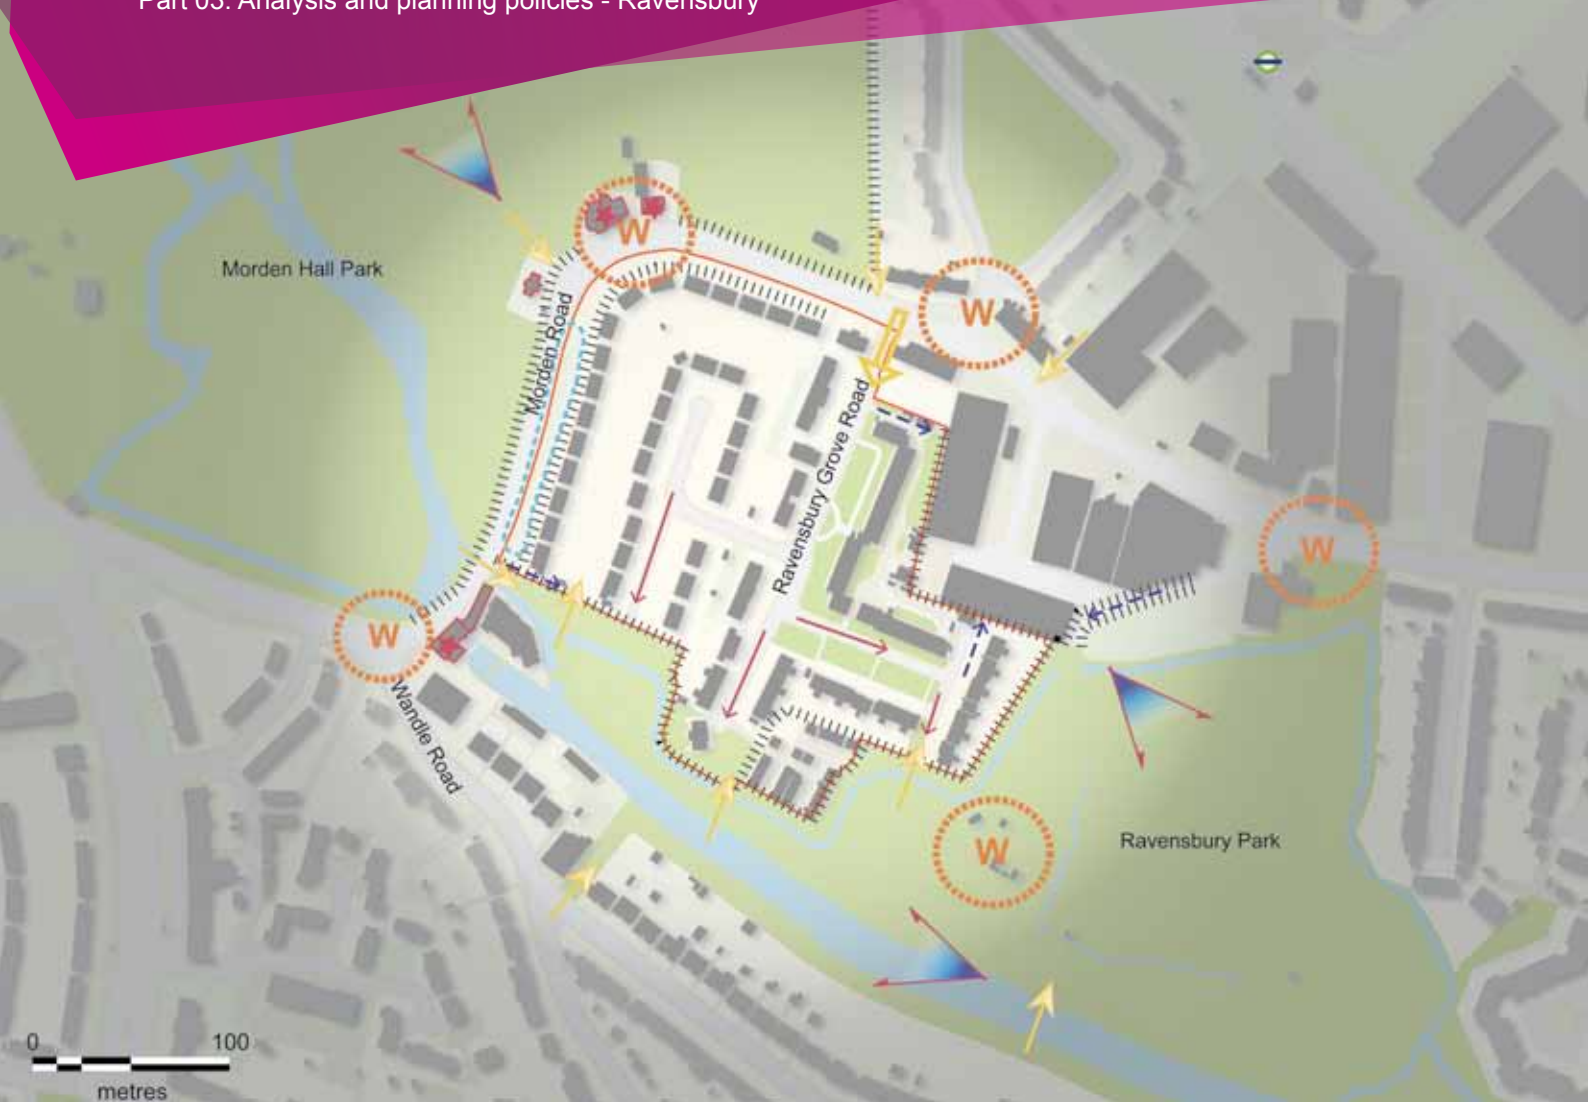 Part 03: Analysis and planning policies - Ravensbury
Morden Hall Park
W
Morden Road
W
Ravensbury Grove Road
W
W
Wandle Road
W
Ravensbury Park
0 100
metres